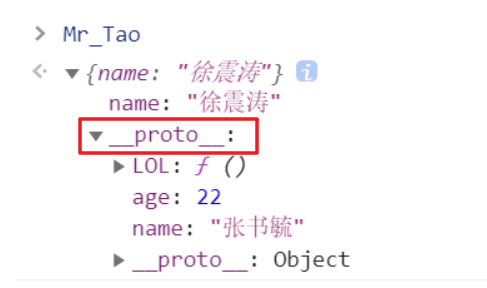 > Mr_Tao
{name: "徐震涛"} i
name: "徐震涛"
__proto__:
LOL: ƒ ()
age: 22
name: "张书毓"
__proto__: Object